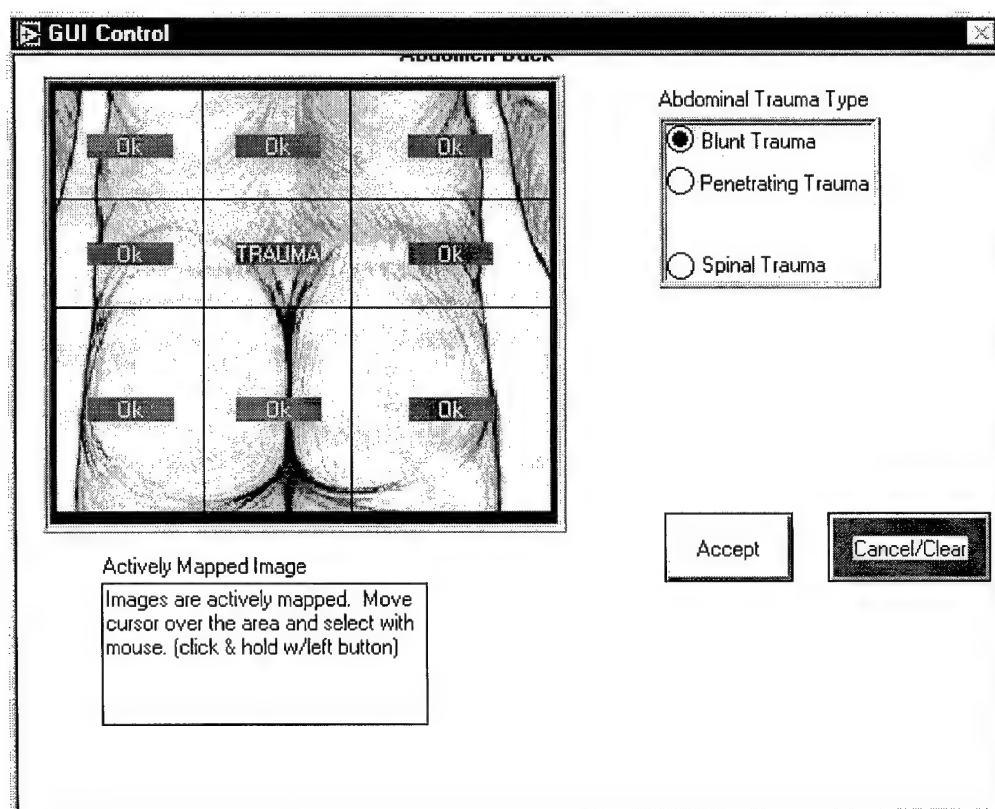 GUI Control
Abdomen Back
Abdominal Trauma Type
Blunt Trauma
Penetrating Trauma
Spinal Trauma
Ok Ok Ok
Ok TRAUMA Ok
Ok Ok Ok
Accept Cancel/Clear
Actively Mapped Image
Images are actively mapped. Move
cursor over the area and select with
mouse. (click & hold w/left button)